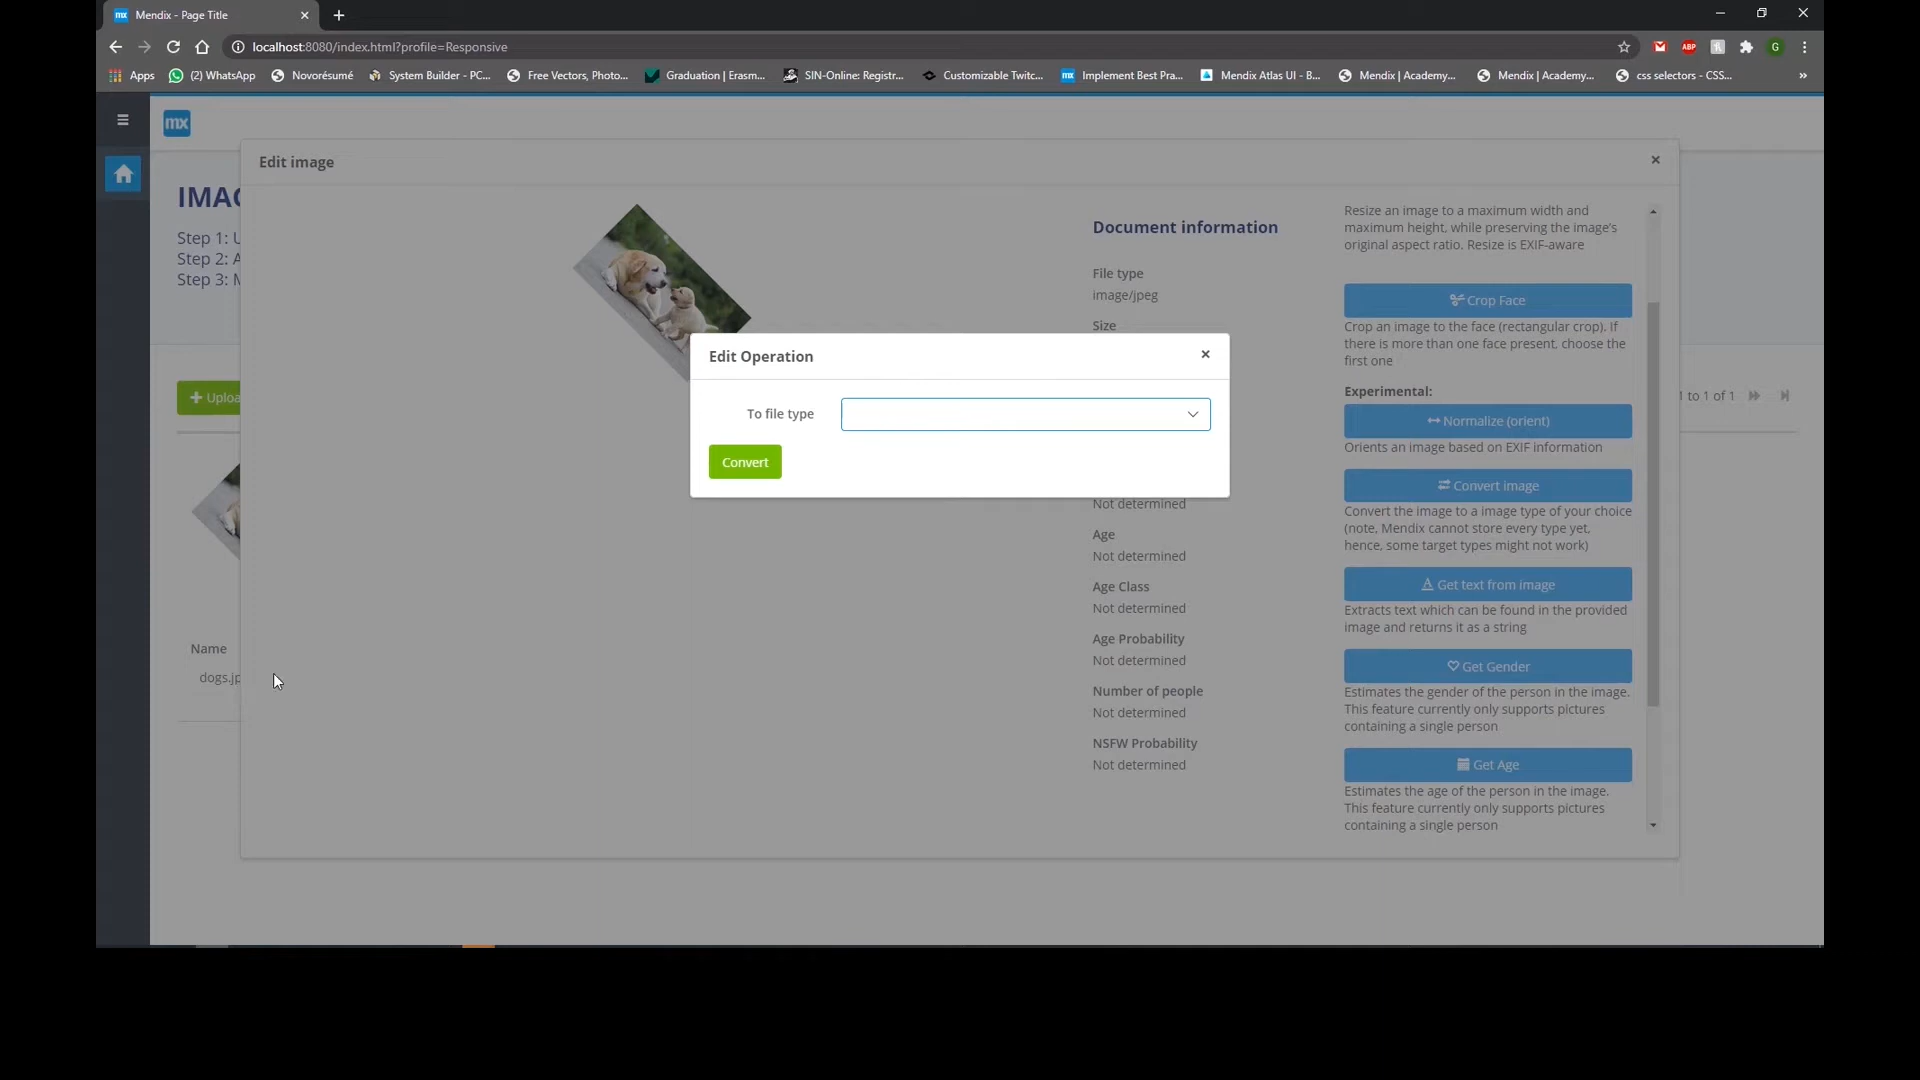 mx Mendix - Page Title
localhost:8080/index.html?profile=Responsive
ABP
G
Apps
(2) WhatsApp
Novorésumé
System Builder - PC...
Free Vectors, Photo...
Graduation | Erasm...
SIN-Online: Registr...
Customizable Twitc...
mx Implement Best Pra...
Mendix Atlas UI - B...
Mendix | Academy...
Mendix | Academy...
css selectors - CSS...
mx
Edit image
Step 1: U
Step 2: A
Step 3: M
Uploa
1 to 1 of 1
Name
dogs.jp
Document information
File type
image/jpeg
Size
Not determined
Age
Not determined
Age Class
Not determined
Age Probability
Not determined
Number of people
Not determined
NSFW Probability
Not determined
Edit Operation
To file type
Convert
Resize an image to a maximum width and
maximum height, while preserving the image's
original aspect ratio. Resize is EXIF-aware
Crop Face
Crop an image to the face (rectangular crop). If
there is more than one face present, choose the
first one
Experimental:
Normalize (orient)
Orients an image based on EXIF information
Convert image
Convert the image to a image type of your choice
(note, Mendix cannot store every type yet,
hence, some target types might not work)
Get text from image
Extracts text which can be found in the provided
image and returns it as a string
Get Gender
Estimates the gender of the person in the image.
This feature currently only supports pictures
containing a single person
Get Age
Estimates the age of the person in the image.
This feature currently only supports pictures
containing a single person